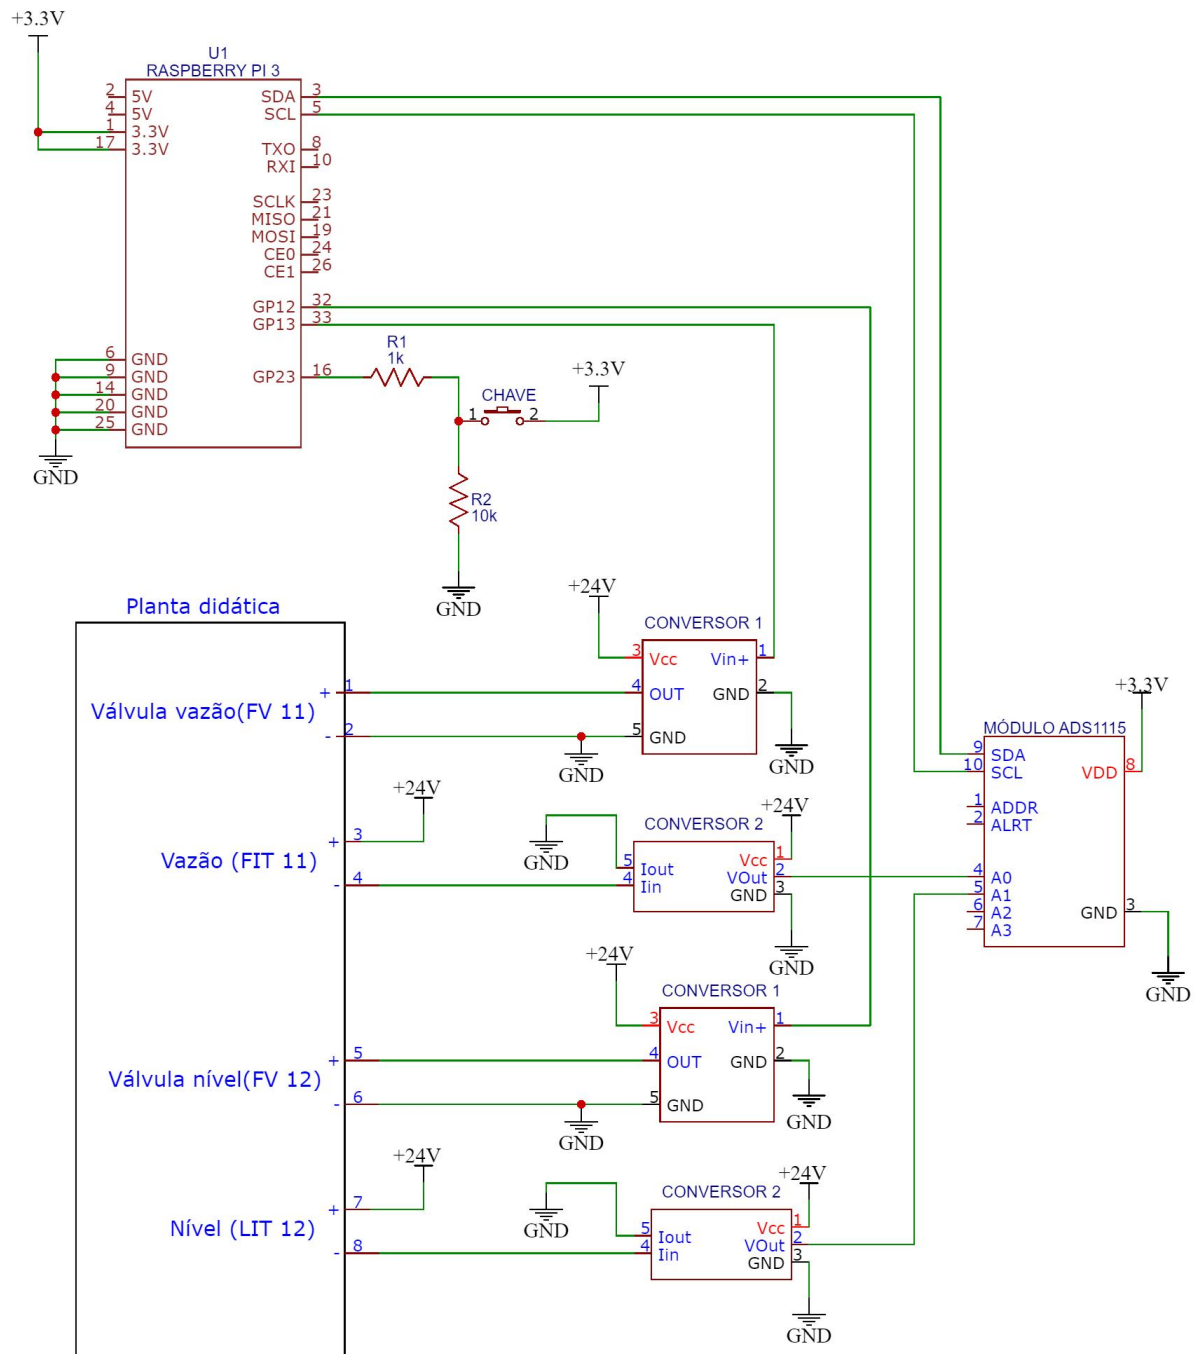 +3.3V
U1
RASPBERRY PI 3
2 5V
4 5V
1 3.3V
17 3.3V
SDA 3
SCL 5
TXO 8
RXI 10
SCLK 23
MISO 21
MOSI 19
CE0 24
CE1 26
GP12 32
GP13 33
GP23 16
6 GND
9 GND
14 GND
20 GND
25 GND
GND
R1
1k
CHAVE
1 2
+3.3V
R2
10k
GND
Planta didática
+ 1
Válvula vazão(FV 11)
- 2
+24V
CONVERSOR 1
3 Vcc
Vin+ 1
4 OUT
GND 2
5 GND
GND
GND
+24V
+ 3
Vazão (FIT 11)
- 4
GND
CONVERSOR 2
+24V
5 Iout
4 Iin
Vcc 1
VOut 2
GND 3
GND
+3.3V
MÓDULO ADS1115
9 SDA
10 SCL
VDD 8
1 ADDR
2 ALRT
4 A0
5 A1
6 A2
7 A3
GND 3
GND
+24V
CONVERSOR 1
3 Vcc
Vin+ 1
4 OUT
GND 2
5 GND
GND
GND
+ 5
Válvula nível(FV 12)
- 6
+24V
+ 7
Nível (LIT 12)
- 8
GND
CONVERSOR 2
+24V
5 Iout
4 Iin
Vcc 1
VOut 2
GND 3
GND